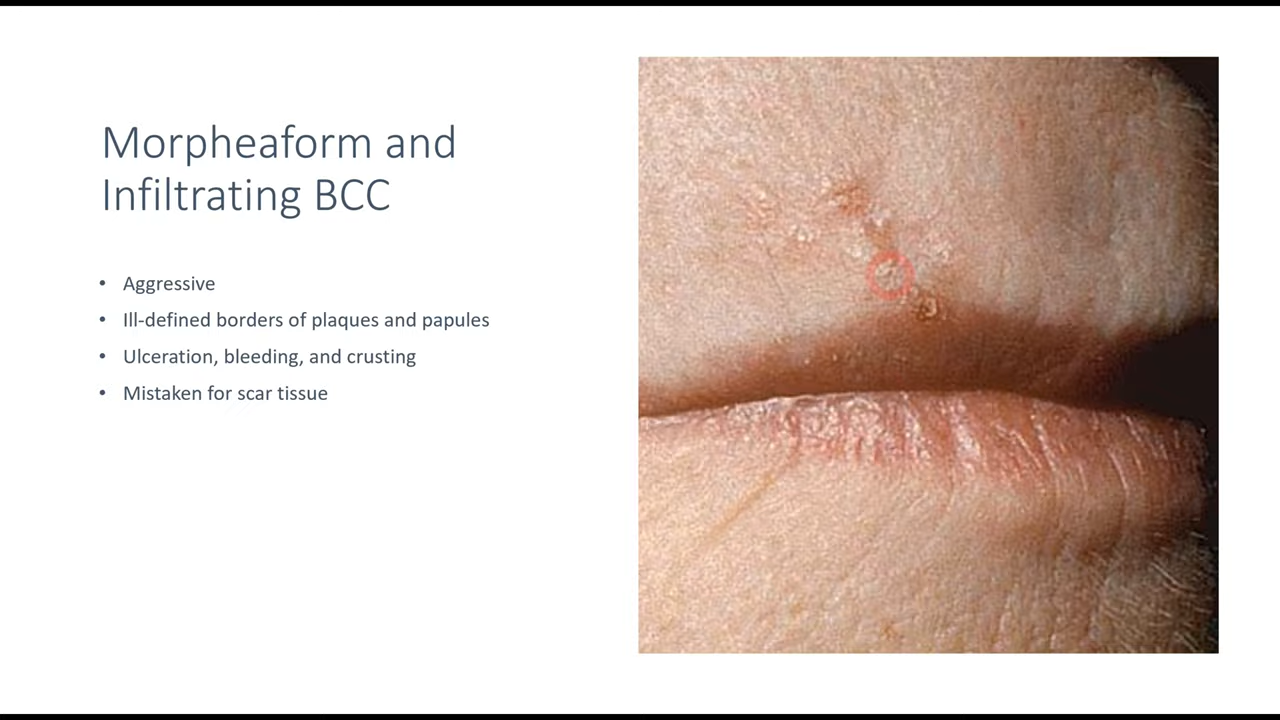 Morpheaform and
Infiltrating BCC
• Aggressive
• Ill-defined borders of plaques and papules
• Ulceration, bleeding, and crusting
• Mistaken for scar tissue